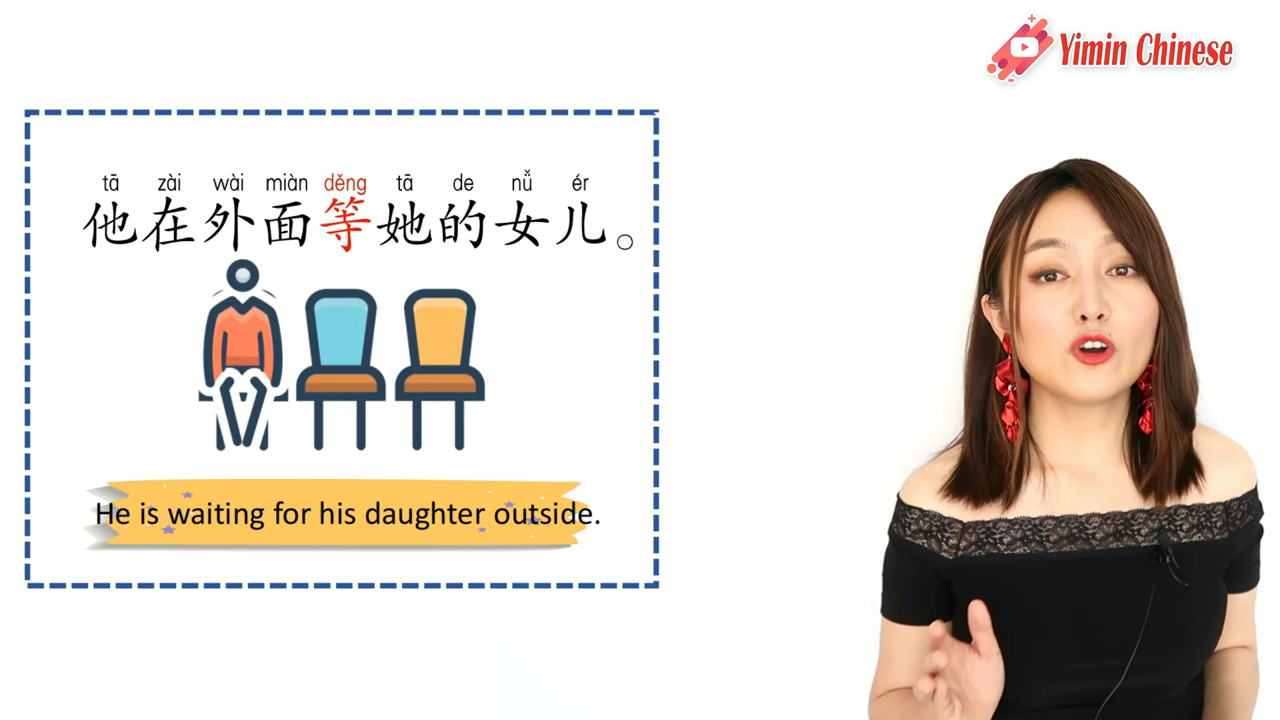 Yimin Chinese
tā zài wài miàn děng tā de nǚ ér
他在外面等她的女儿。
He is waiting for his daughter outside.